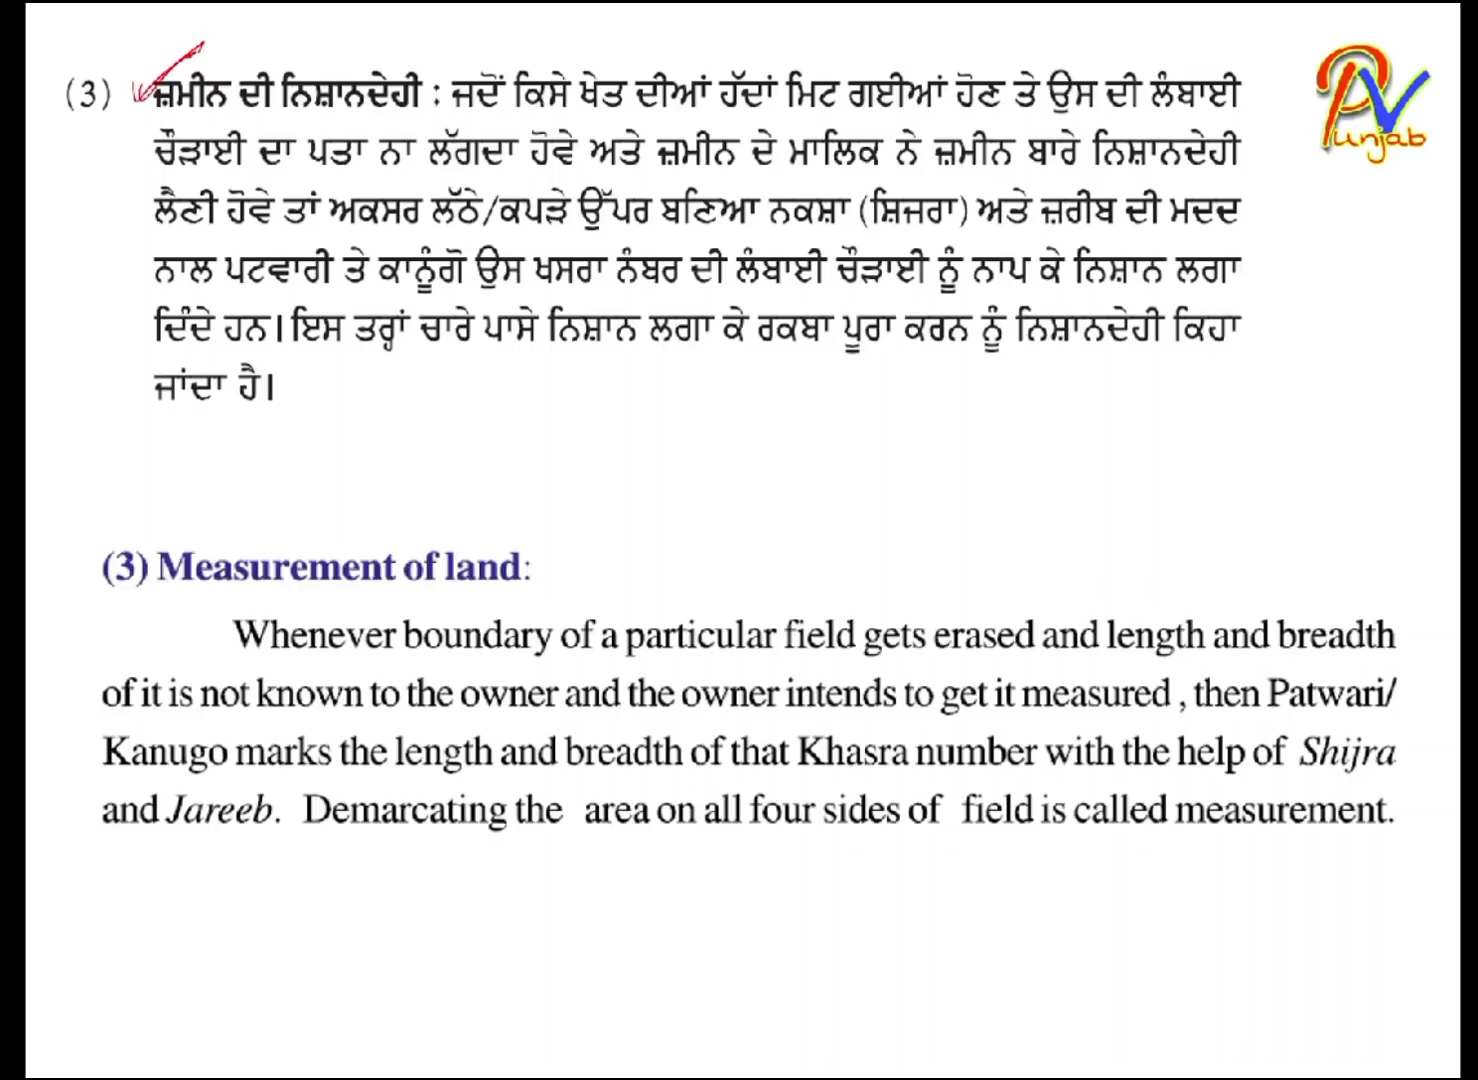 (3) ਜ਼ਮੀਨ ਦੀ ਨਿਸ਼ਾਨਦੇਹੀ : ਜਦੋਂ ਕਿਸੇ ਖੇਤ ਦੀਆਂ ਹੱਦਾਂ ਮਿਟ ਗਈਆਂ ਹੋਣ ਤੇ ਉਸ ਦੀ ਲੰਬਾਈ
ਚੌੜਾਈ ਦਾ ਪਤਾ ਨਾ ਲੱਗਦਾ ਹੋਵੇ ਅਤੇ ਜ਼ਮੀਨ ਦੇ ਮਾਲਿਕ ਨੇ ਜ਼ਮੀਨ ਬਾਰੇ ਨਿਸ਼ਾਨਦੇਹੀ
ਲੈਣੀ ਹੋਵੇ ਤਾਂ ਅਕਸਰ ਲੱਠੇ/ਕਪੜੇ ਉੱਪਰ ਬਣਿਆ ਨਕਸ਼ਾ (ਸ਼ਿਜਰਾ) ਅਤੇ ਜ਼ਰੀਬ ਦੀ ਮਦਦ
ਨਾਲ ਪਟਵਾਰੀ ਤੇ ਕਾਨੂੰਗੋ ਉਸ ਖਸਰਾ ਨੰਬਰ ਦੀ ਲੰਬਾਈ ਚੌੜਾਈ ਨੂੰ ਨਾਪ ਕੇ ਨਿਸ਼ਾਨ ਲਗਾ
ਦਿੰਦੇ ਹਨ। ਇਸ ਤਰ੍ਹਾਂ ਚਾਰੇ ਪਾਸੇ ਨਿਸ਼ਾਨ ਲਗਾ ਕੇ ਰਕਬਾ ਪੂਰਾ ਕਰਨ ਨੂੰ ਨਿਸ਼ਾਨਦੇਹੀ ਕਿਹਾ
ਜਾਂਦਾ ਹੈ।
PV
unjab
(3) Measurement of land:
Whenever boundary of a particular field gets erased and length and breadth
of it is not known to the owner and the owner intends to get it measured , then Patwari/
Kanugo marks the length and breadth of that Khasra number with the help of Shijra
and Jareeb. Demarcating the area on all four sides of field is called measurement.